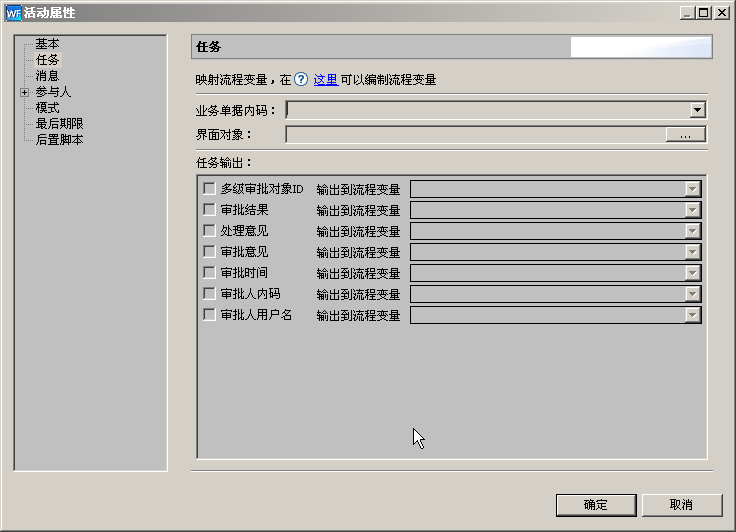 WF 活动属性
基本
任务
消息
参与人
模式
最后期限
后置脚本
任务
映射流程变量，在 ? 这里 可以编制流程变量
业务单据内码：
界面对象： ...
任务输出：
多级审批对象ID 输出到流程变量
审批结果 输出到流程变量
处理意见 输出到流程变量
审批意见 输出到流程变量
审批时间 输出到流程变量
审批人内码 输出到流程变量
审批人用户名 输出到流程变量
确定 取消